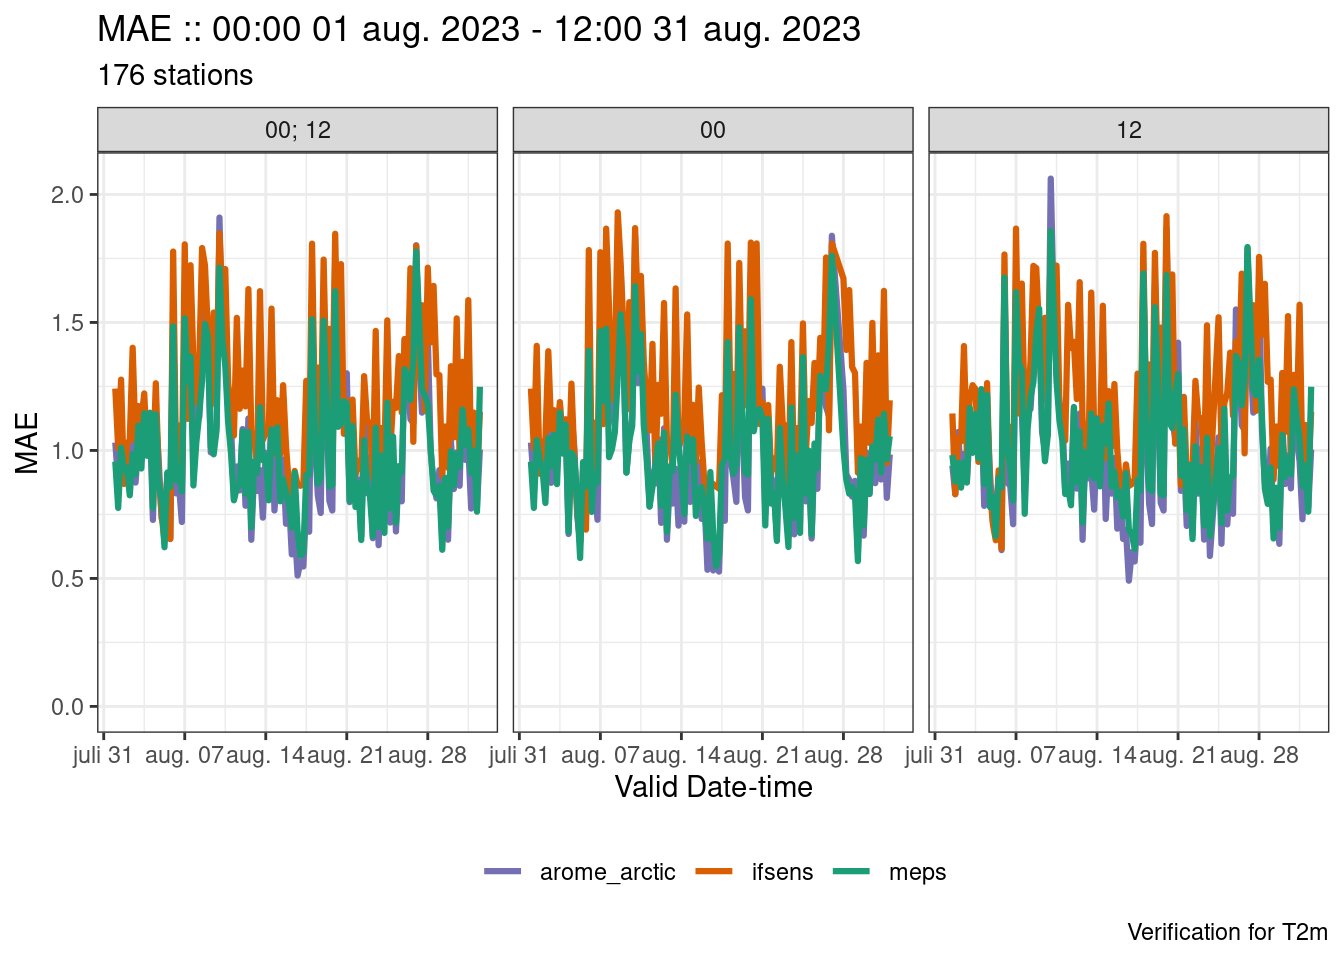 MAE :: 00:00 01 aug. 2023 - 12:00 31 aug. 2023
176 stations
00; 12
00
12
MAE
2.0
1.5
1.0
0.5
0.0
juli 31 aug. 07 aug. 14 aug. 21 aug. 28
juli 31 aug. 07 aug. 14 aug. 21 aug. 28
juli 31 aug. 07 aug. 14 aug. 21 aug. 28
Valid Date-time
arome_arctic ifsens meps
Verification for T2m